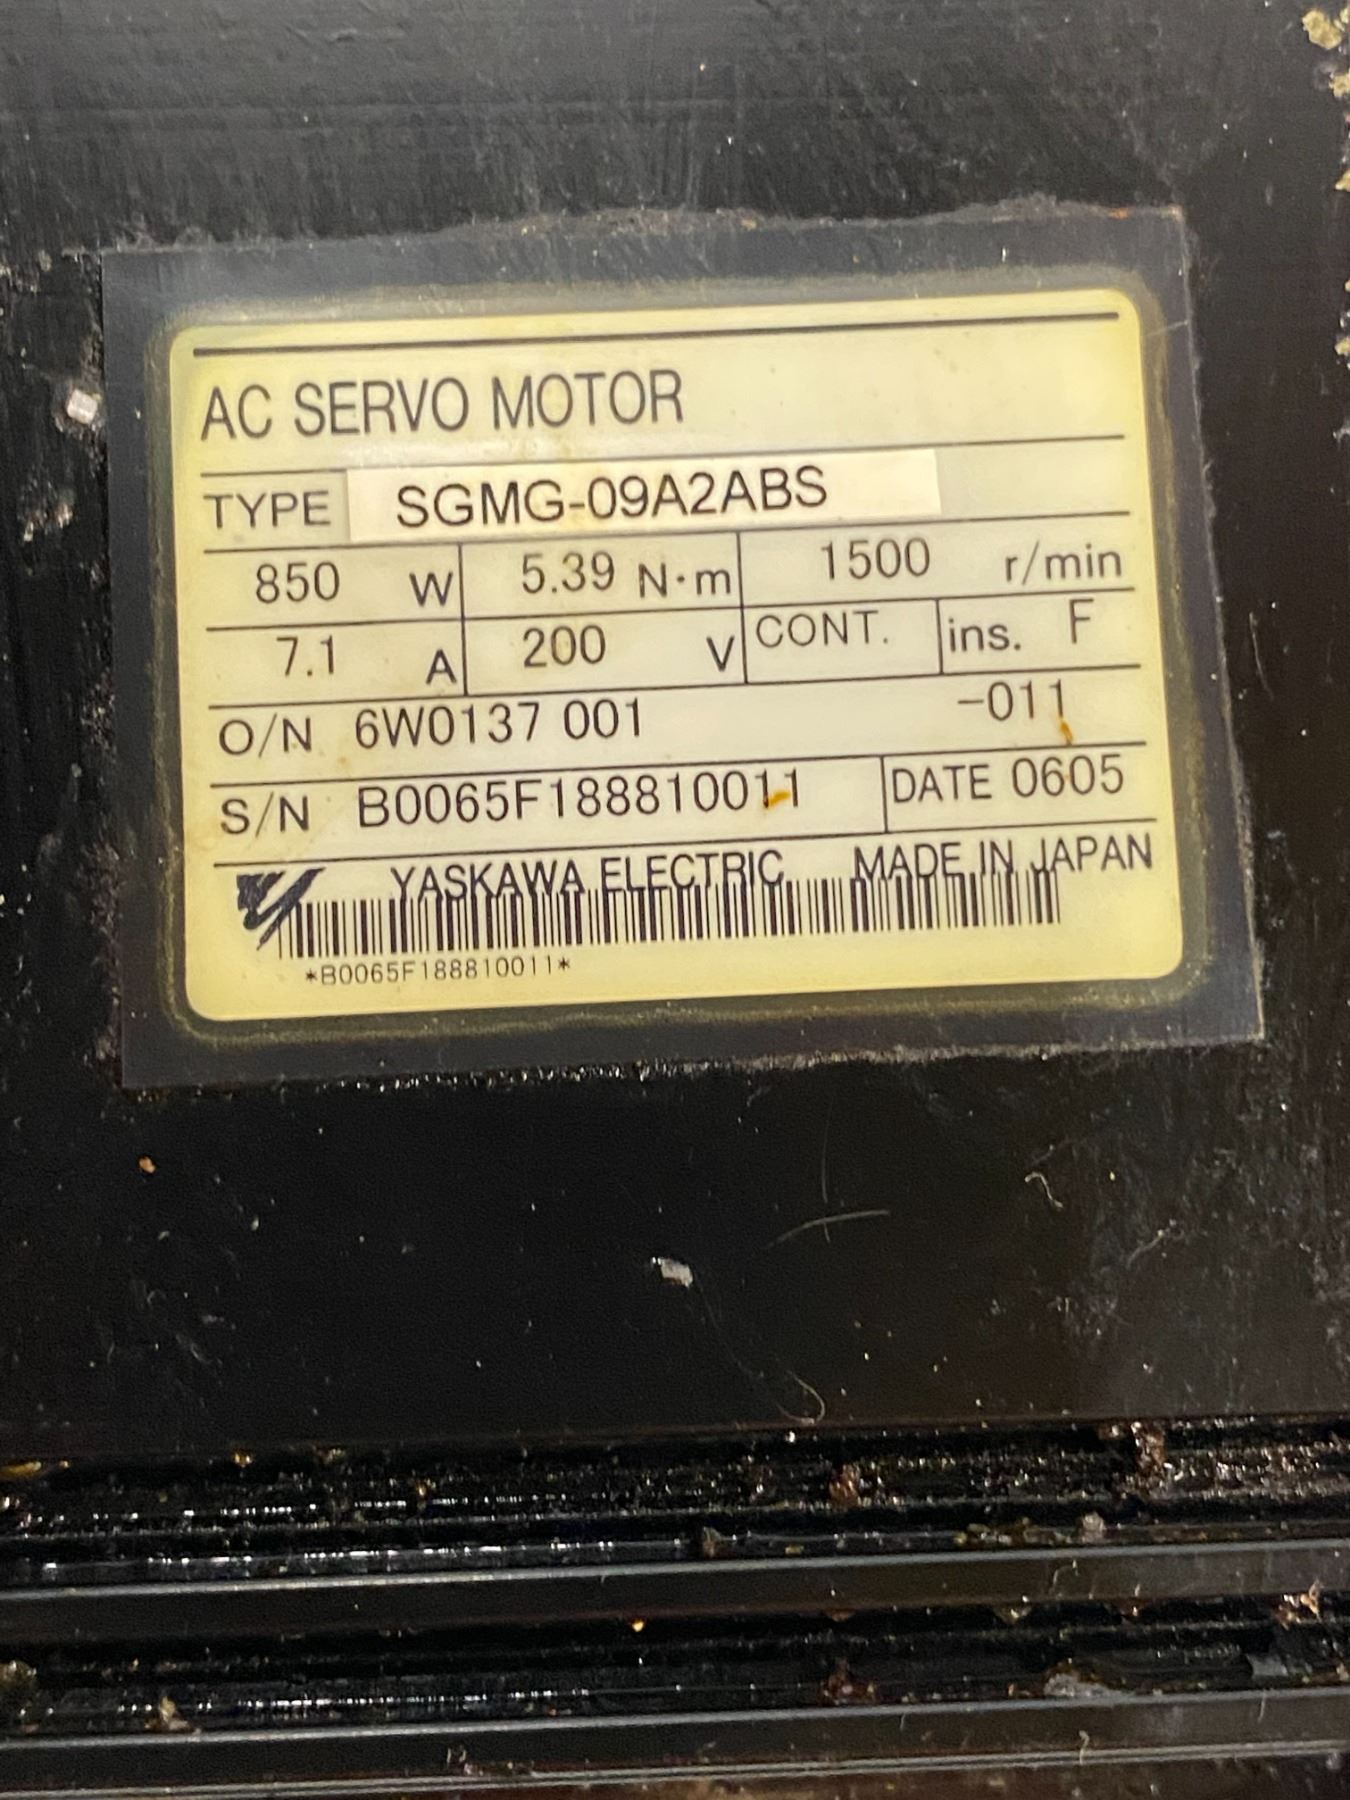 AC SERVO MOTOR
TYPE SGMG-09A2ABS
850 W 5.39 N·m 1500 r/min
7.1 A 200 V CONT. ins. F
O/N 6W0137 001 -011
S/N B0065F188810011 DATE 0605
YASKAWA ELECTRIC MADE IN JAPAN
*B0065F188810011*